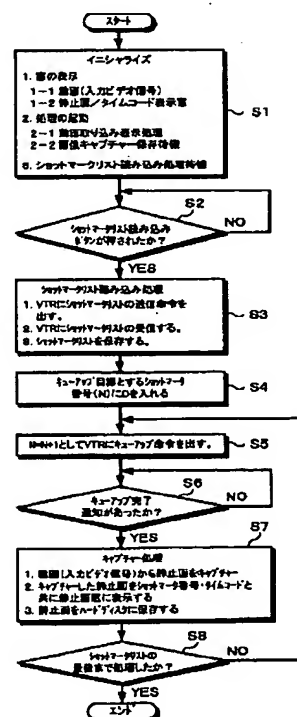 スタート
イニシャライズ
1. 窓の表示
1-1 動画(入力ビデオ信号)
1-2 静止画/タイムコード表示窓
2. 処理の起動
2-1 動画取り込み表示処理
2-2 画像キャプチャー保存待機
3. ショットマークリスト読み込み処理待機
S1
S2
ショットマークリスト読み込み
ボタンが押されたか?
NO
YES
ショットマークリスト読み込み処理
1. VTRにショットマークリストの送信命令を
出す。
2. VTRにショットマークリストの受信する。
3. ショットマークリストを保存する。
S3
キューアップ目標とするショットマーク
番号(N)に0を入れる
S4
N=N+1としてVTRにキューアップ命令を出す。
S5
S6
キューアップ完了
通知があったか?
NO
YES
S7
キャプチャー処理
1. 動画(入力ビデオ信号)から静止画をキャプチャー
2. キャプチャーした静止画をショットマーク番号・タイムコードと
共に静止画窓に表示する
3. 静止画をハードディスクに保存する
S8
ショットマークリストの
最後まで処理したか?
NO
YES
エンド